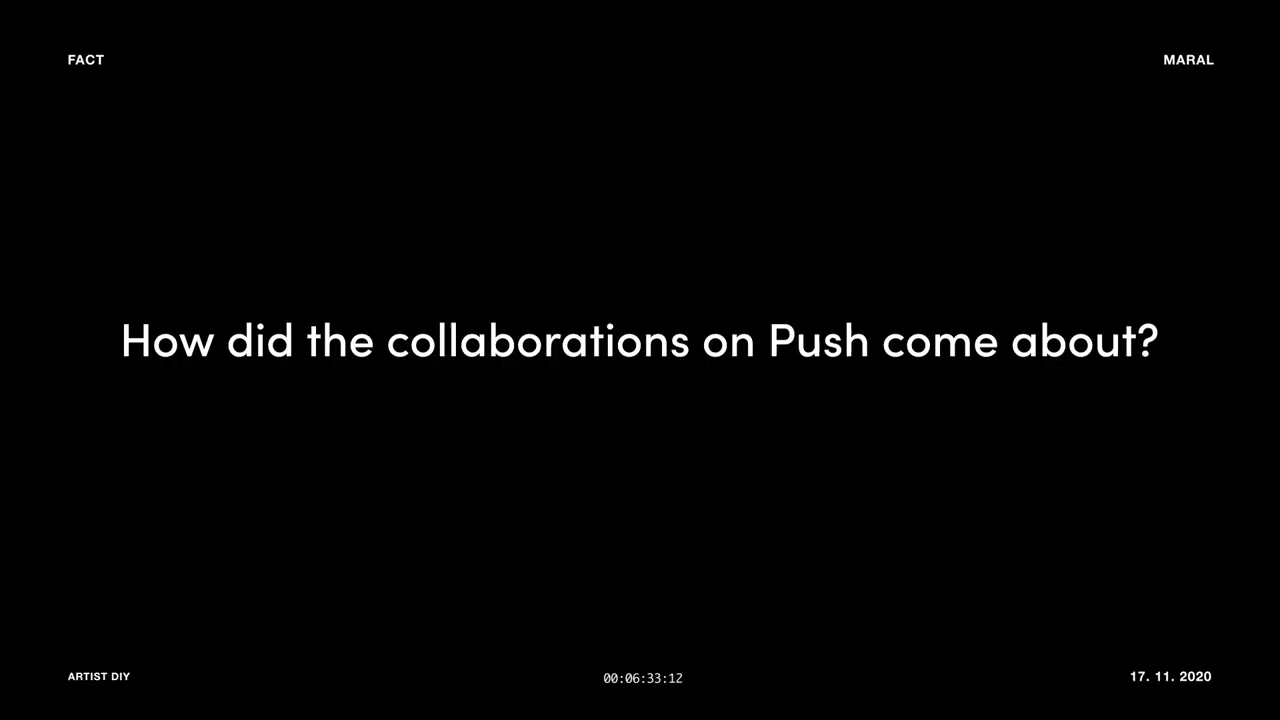 FACT
MARAL
How did the collaborations on Push come about?
ARTIST DIY
00:06:33:12
17. 11. 2020